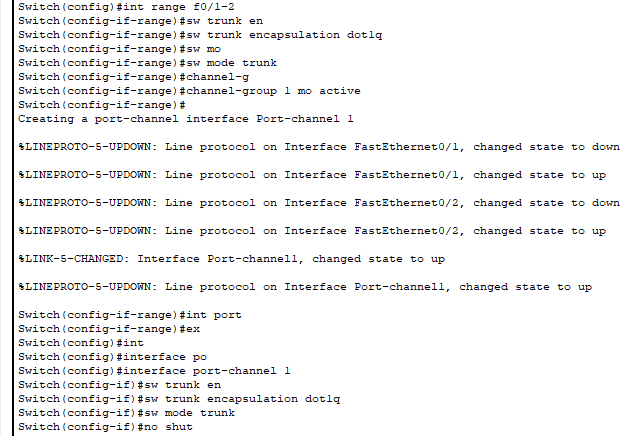 Switch(config)#int range f0/1-2
Switch(config-if-range)#sw trunk en
Switch(config-if-range)#sw trunk encapsulation dot1q
Switch(config-if-range)#sw mo
Switch(config-if-range)#sw mode trunk
Switch(config-if-range)#channel-g
Switch(config-if-range)#channel-group 1 mo active
Switch(config-if-range)#
Creating a port-channel interface Port-channel 1
%LINEPROTO-5-UPDOWN: Line protocol on Interface FastEthernet0/1, changed state to down
%LINEPROTO-5-UPDOWN: Line protocol on Interface FastEthernet0/1, changed state to up
%LINEPROTO-5-UPDOWN: Line protocol on Interface FastEthernet0/2, changed state to down
%LINEPROTO-5-UPDOWN: Line protocol on Interface FastEthernet0/2, changed state to up
%LINK-5-CHANGED: Interface Port-channel1, changed state to up
%LINEPROTO-5-UPDOWN: Line protocol on Interface Port-channel1, changed state to up
Switch(config-if-range)#int port
Switch(config-if-range)#ex
Switch(config)#int
Switch(config)#interface po
Switch(config)#interface port-channel 1
Switch(config-if)#sw trunk en
Switch(config-if)#sw trunk encapsulation dot1q
Switch(config-if)#sw mode trunk
Switch(config-if)#no shut